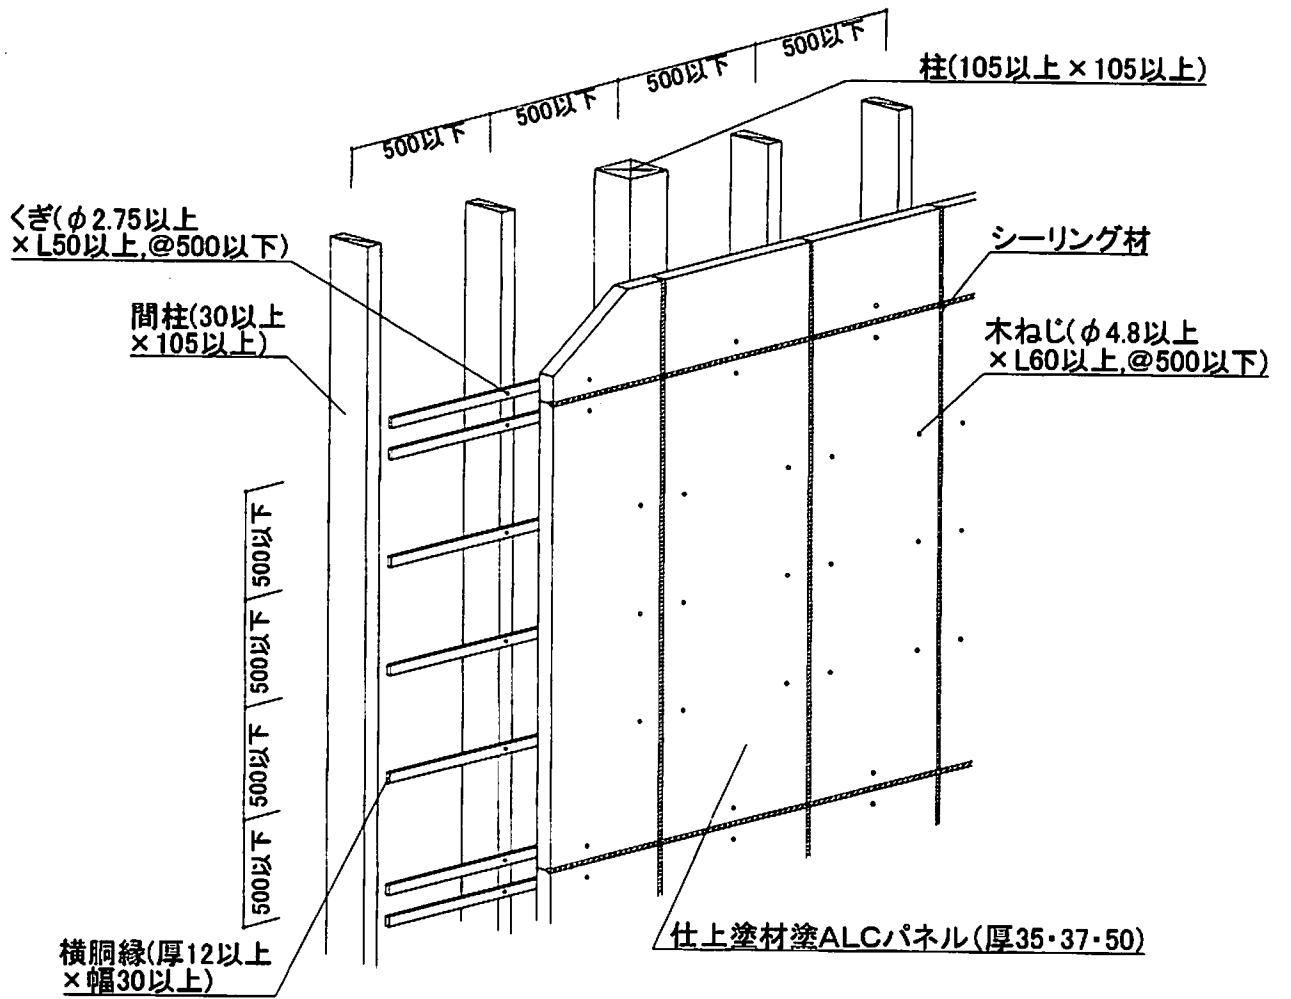 500以下
500以下
500以下
500以下
柱(105以上×105以上)
くぎ(φ2.75以上
×L50以上,@500以下)
シーリング材
間柱(30以上
×105以上)
木ねじ(φ4.8以上
×L60以上,@500以下)
500以下
500以下
500以下
500以下
横胴縁(厚12以上
×幅30以上)
仕上塗材塗ALCパネル(厚35・37・50)